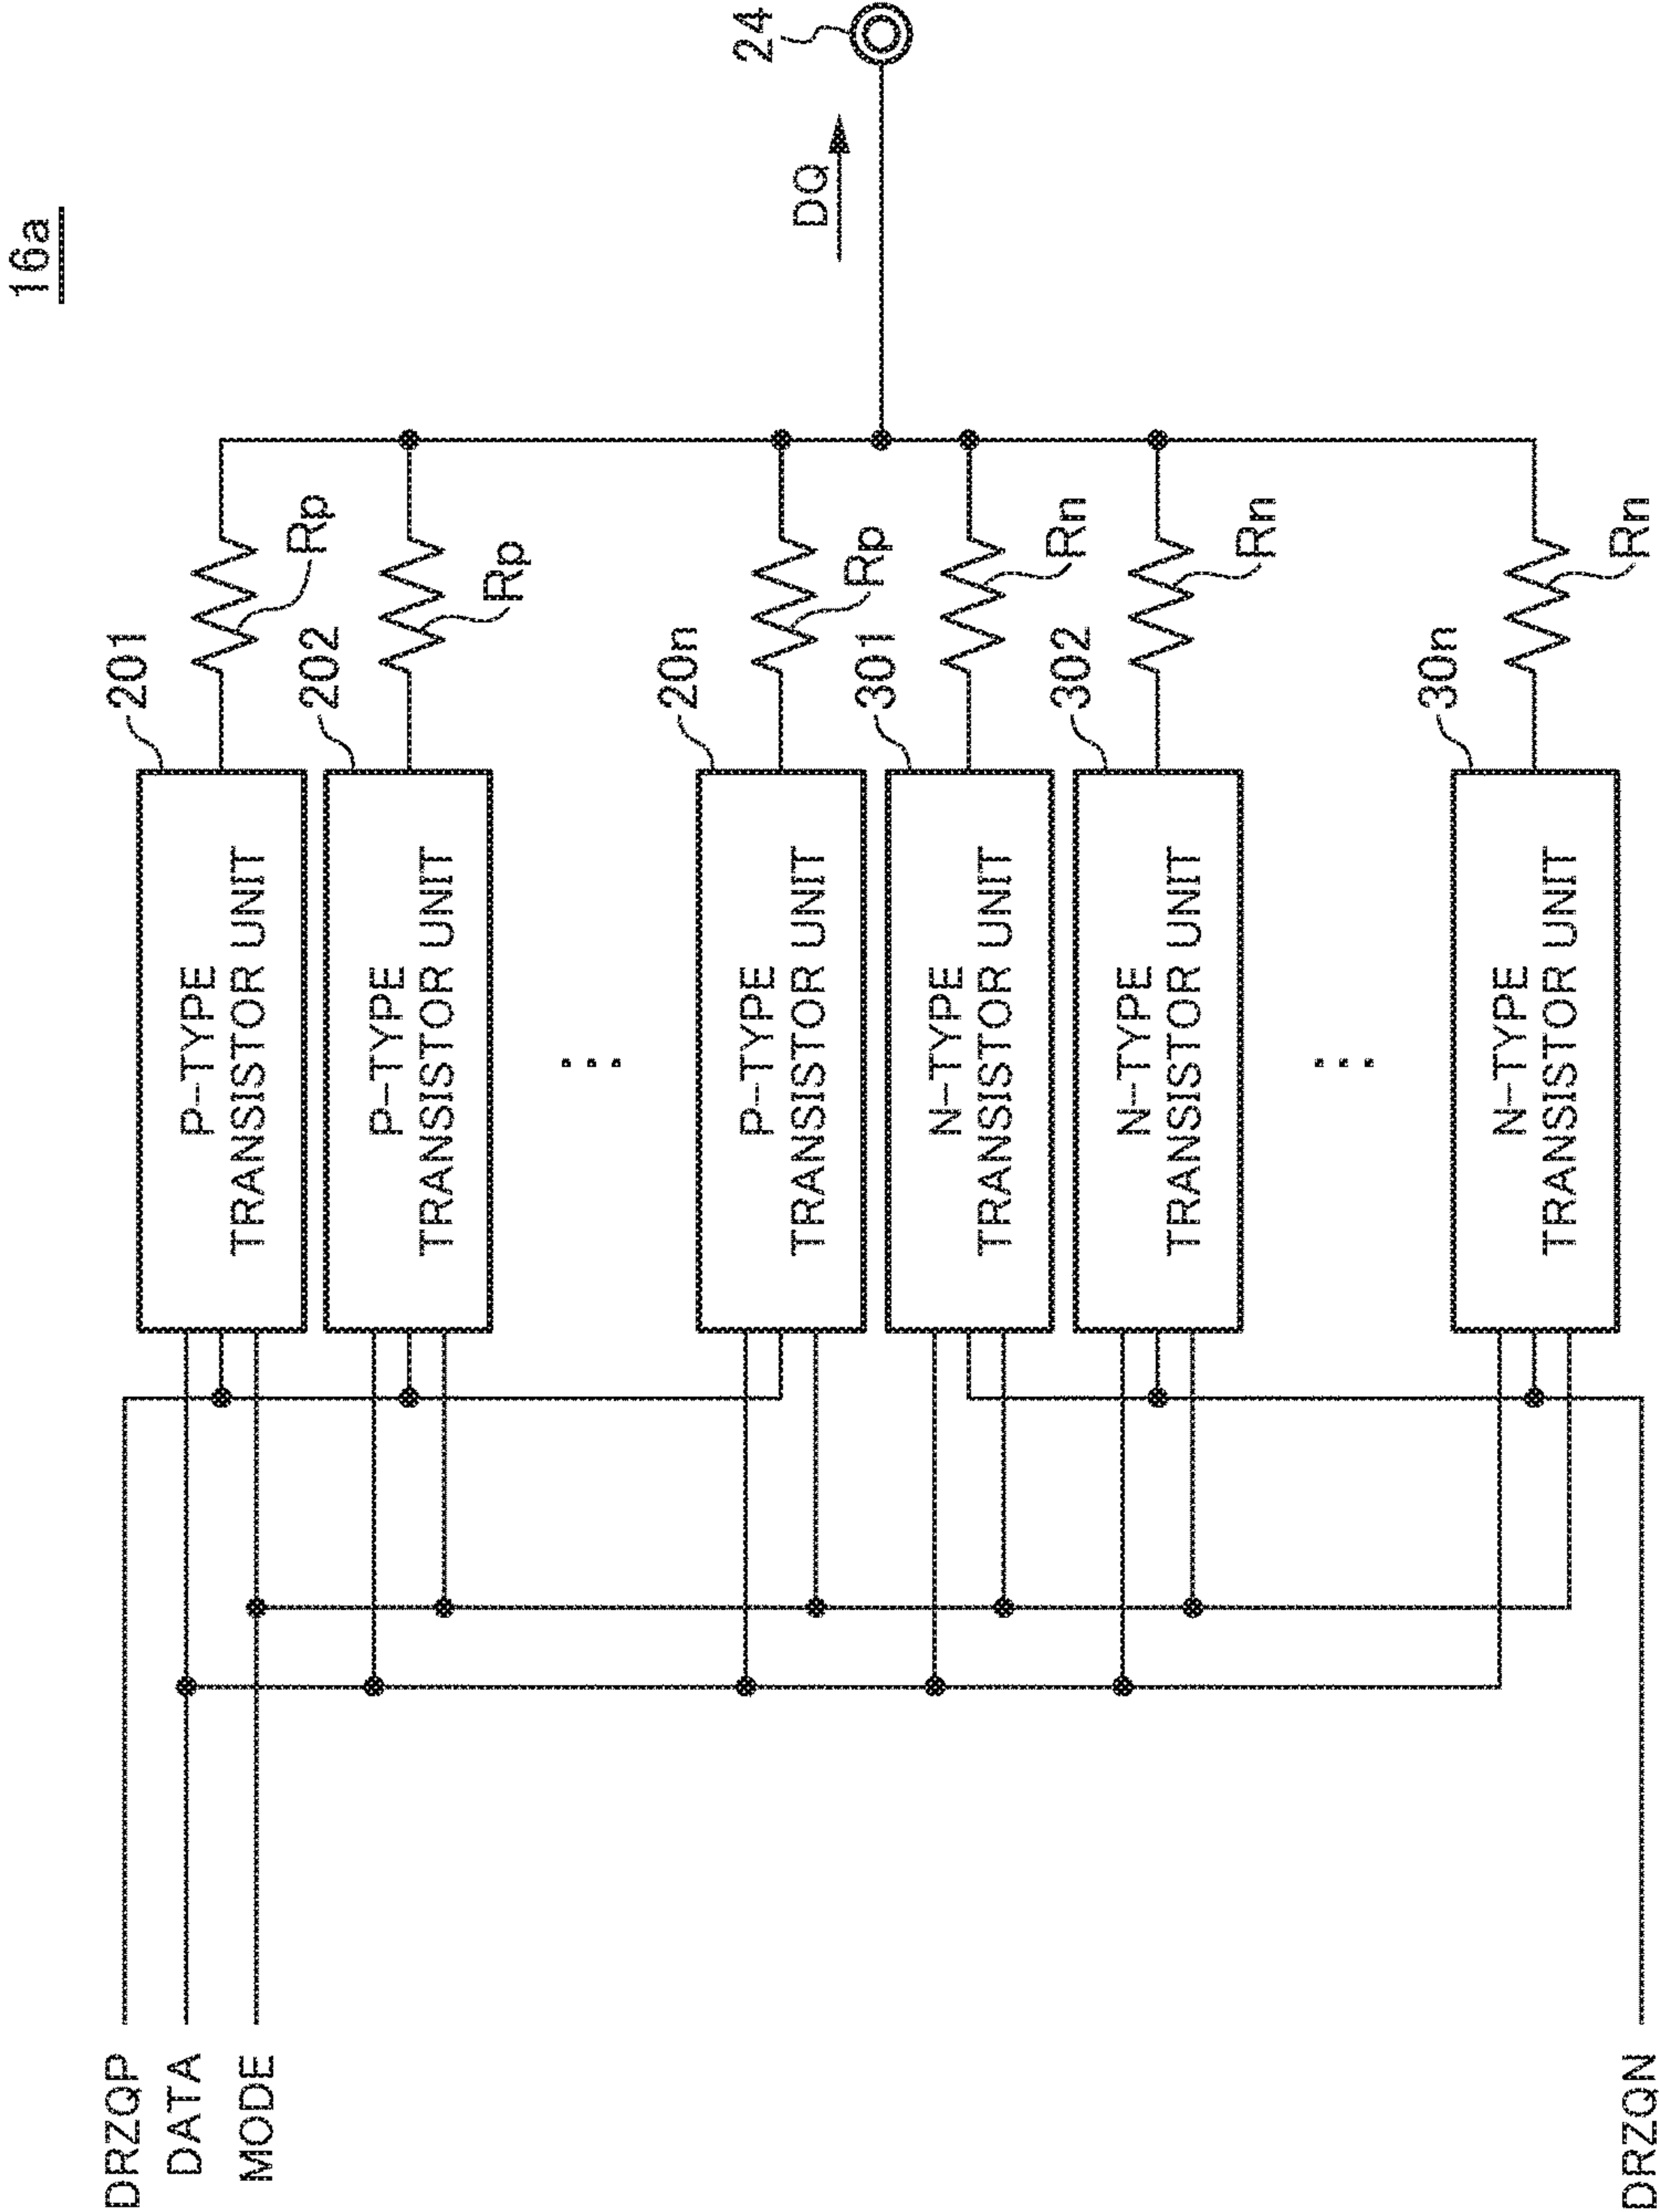 16a
DRZQP
DATA
MODE
P-TYPE
TRANSISTOR UNIT
201
Rp
P-TYPE
TRANSISTOR UNIT
202
Rp
...
P-TYPE
TRANSISTOR UNIT
20n
Rp
DQ
24
N-TYPE
TRANSISTOR UNIT
301
Rn
N-TYPE
TRANSISTOR UNIT
302
Rn
...
N-TYPE
TRANSISTOR UNIT
30n
Rn
DRZQN